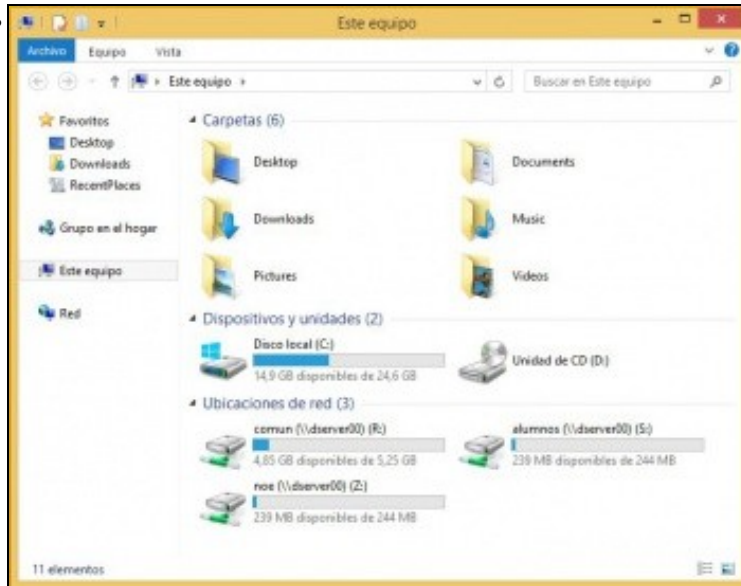 Este equipo
Archivo Equipo Vista
Este equipo Buscar en Este equipo
Favoritos
Desktop
Downloads
RecentPlaces
Grupo en el hogar
Este equipo
Red
Carpetas (6)
Desktop Documents
Downloads Music
Pictures Videos
Dispositivos y unidades (2)
Disco local (C:)
14,9 GB disponibles de 24,6 GB
Unidad de CD (D:)
Ubicaciones de red (3)
comun (\\dserver00) (R:)
4,85 GB disponibles de 5,25 GB
alumnos (\\dserver00) (S:)
239 MB disponibles de 244 MB
noe (\\dserver00) (Z:)
239 MB disponibles de 244 MB
11 elementos